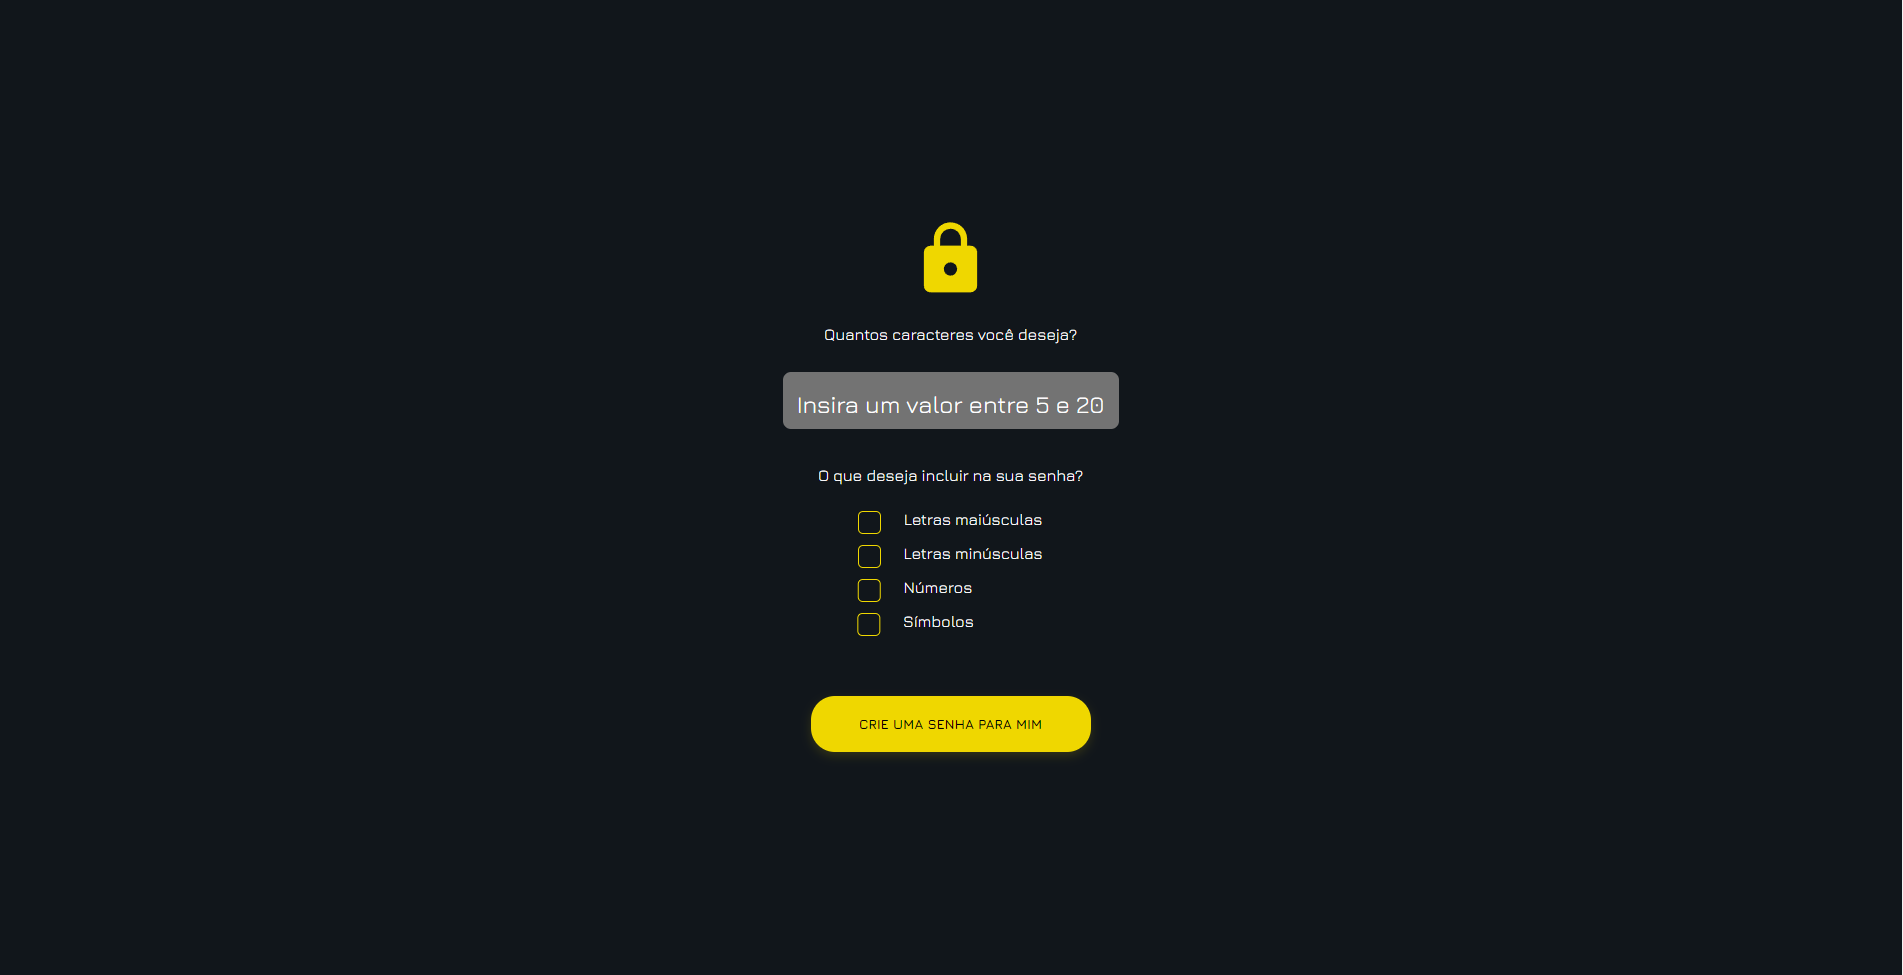 Quantos caracteres você deseja?
Insira um valor entre 5 e 20
O que deseja incluir na sua senha?
Letras maiúsculas
Letras minúsculas
Números
Símbolos
CRIE UMA SENHA PARA MIM